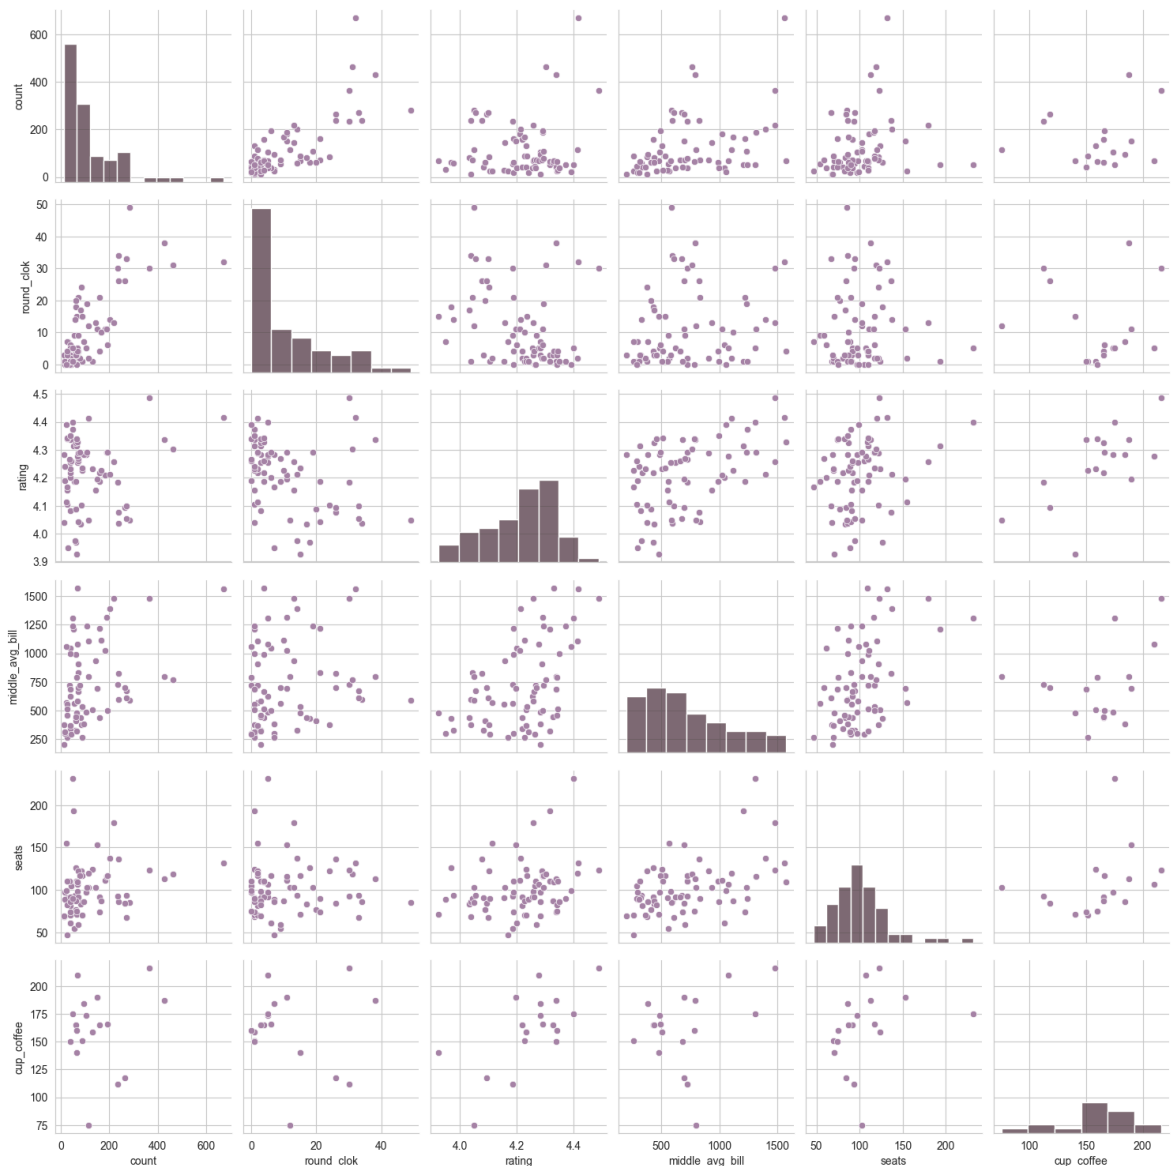 600
400
200
0
count
50
40
30
20
10
0
round_clok
4.5
4.4
4.3
4.2
4.1
4.0
3.9
rating
1500
1250
1000
750
500
250
middle_avg_bill
200
150
100
50
seats
200
175
150
125
100
75
cup_coffee
0 200 400 600
0 20 40
4.0 4.2 4.4
500 1000 1500
50 100 150 200
100 150 200
count round_clok rating middle_avg_bill seats cup_coffee